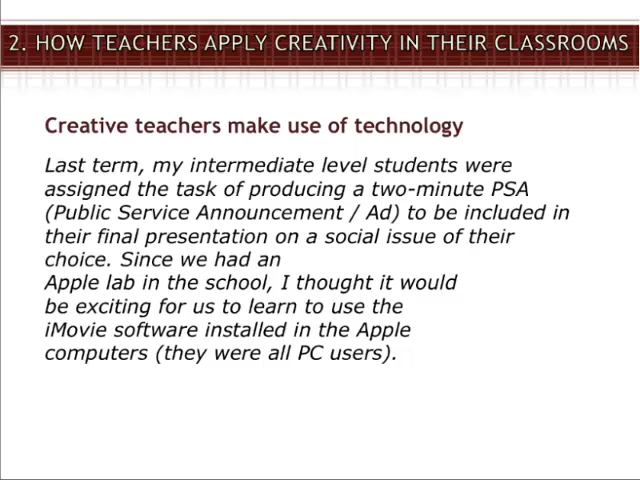 2. HOW TEACHERS APPLY CREATIVITY IN THEIR CLASSROOMS
Creative teachers make use of technology
Last term, my intermediate level students were
assigned the task of producing a two-minute PSA
(Public Service Announcement / Ad) to be included in
their final presentation on a social issue of their
choice. Since we had an
Apple lab in the school, I thought it would
be exciting for us to learn to use the
iMovie software installed in the Apple
computers (they were all PC users).